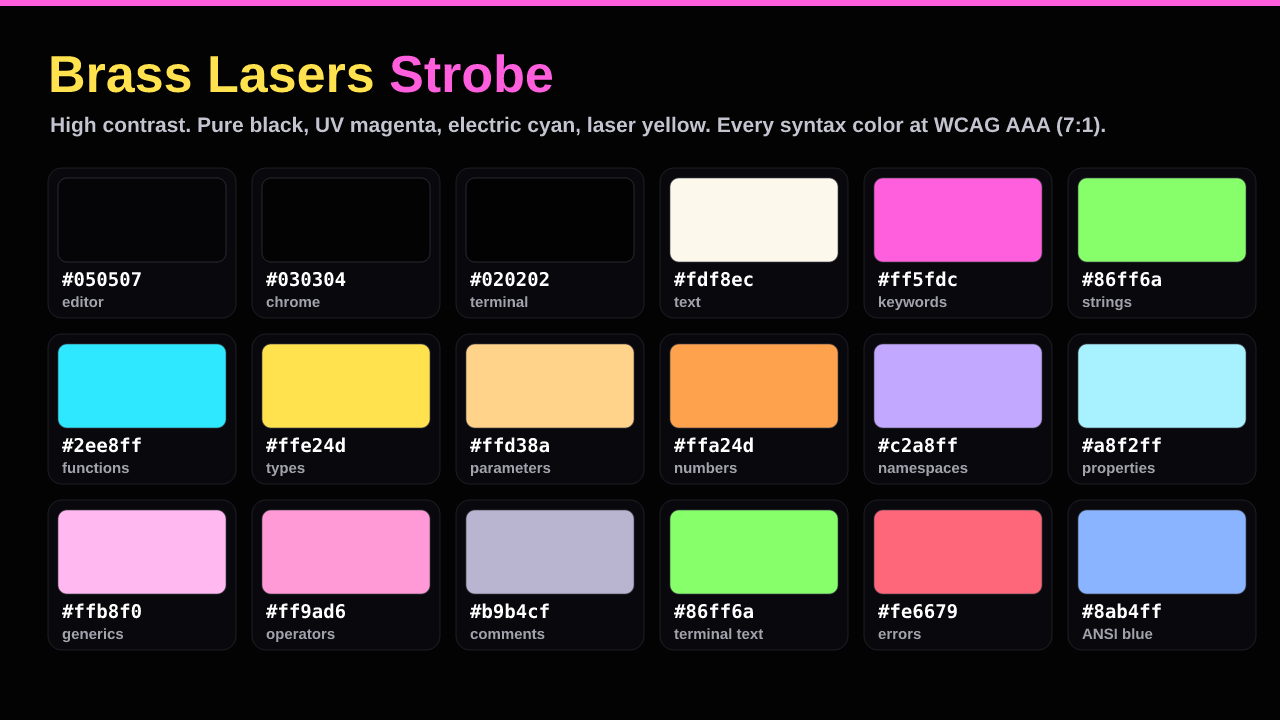 Brass Lasers Strobe
High contrast. Pure black, UV magenta, electric cyan, laser yellow. Every syntax color at WCAG AAA (7:1).
#050507 #030304 #020202 #fdf8ec #ff5fdc #86ff6a
editor chrome terminal text keywords strings
#2ee8ff #ffe24d #ffd38a #ffa24d #c2a8ff #a8f2ff
functions types parameters numbers namespaces properties
#ffb8f0 #ff9ad6 #b9b4cf #86ff6a #fe6679 #8ab4ff
generics operators comments terminal text errors ANSI blue